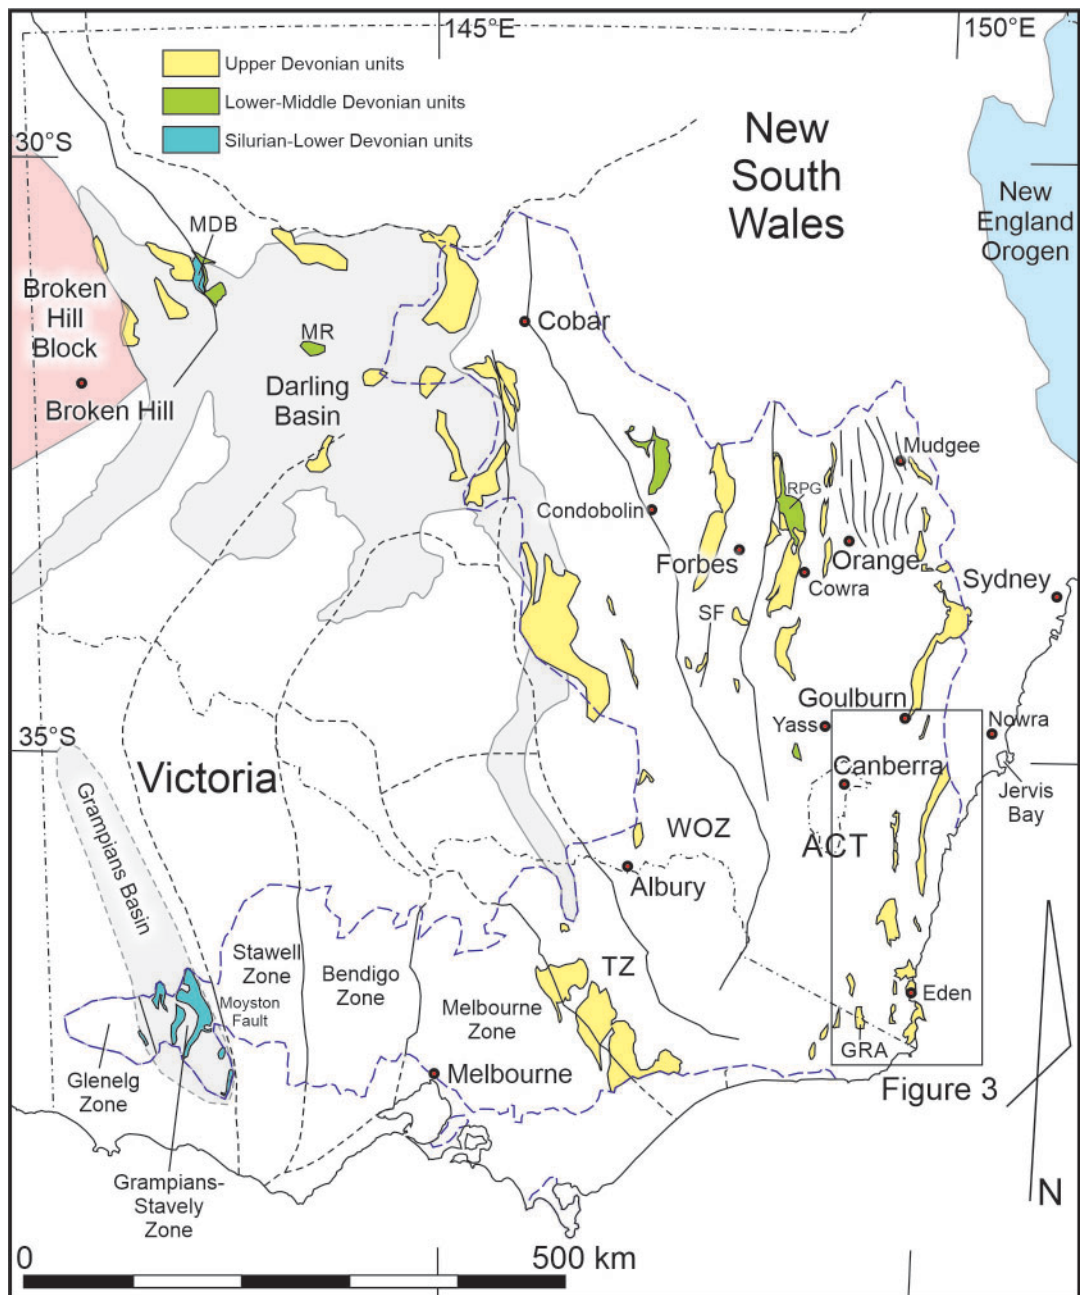 145°E
150°E
Upper Devonian units
Lower-Middle Devonian units
Silurian-Lower Devonian units
30°S
New
South
Wales
New
England
Orogen
MDB
Broken
Hill
Block
Broken Hill
MR
Darling
Basin
Cobar
Mudgee
RPG
Condobolin
Forbes
Orange
Cowra
Sydney
SF
Goulburn
Yass
Nowra
35°S
Victoria
Canberra
Jervis
Bay
Grampians Basin
WOZ
ACT
Albury
Stawell
Zone
Bendigo
Zone
TZ
Moyston
Fault
Melbourne
Zone
Eden
GRA
Glenelg
Zone
Melbourne
Figure 3
Grampians-
Stavely
Zone
N
0
500 km